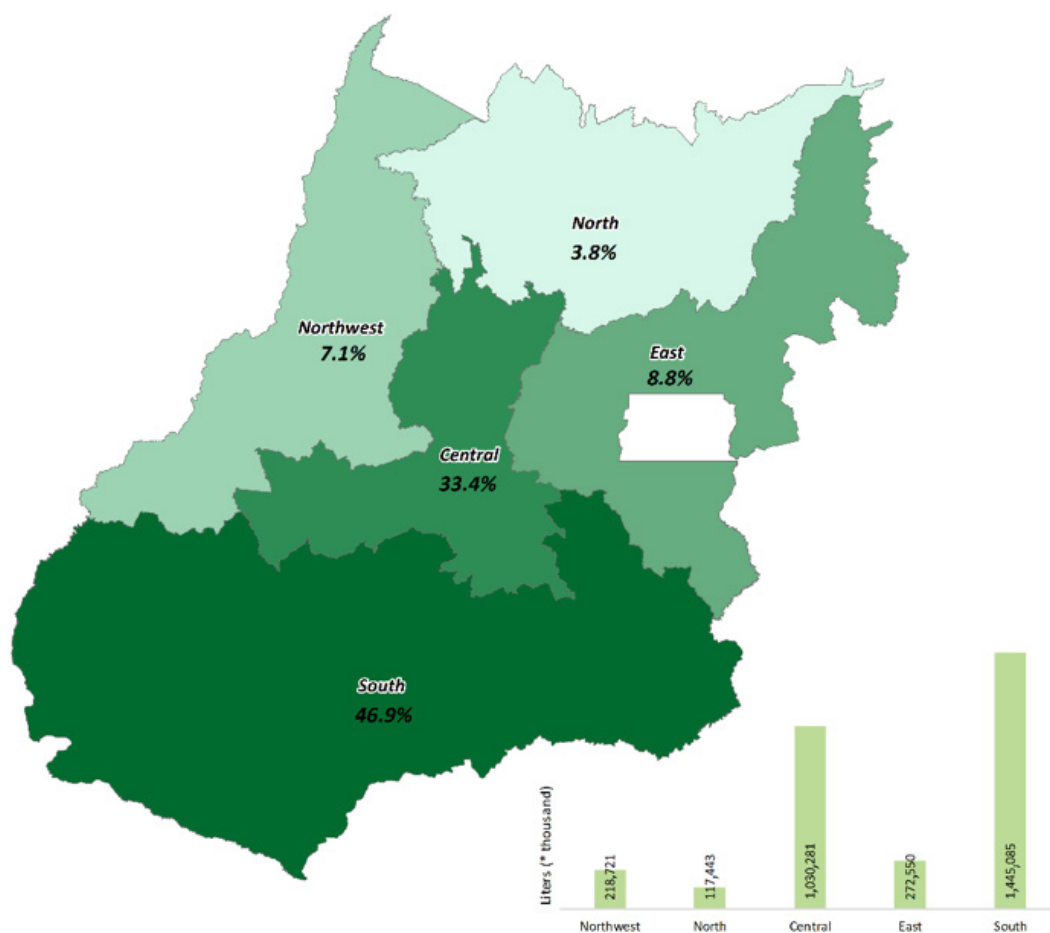 North
3.8%
Northwest
7.1%
East
8.8%
Central
33.4%
South
46.9%
Liters (* thousand)
218,721
117,443
1,030,281
272,550
1,445,085
Northwest
North
Central
East
South